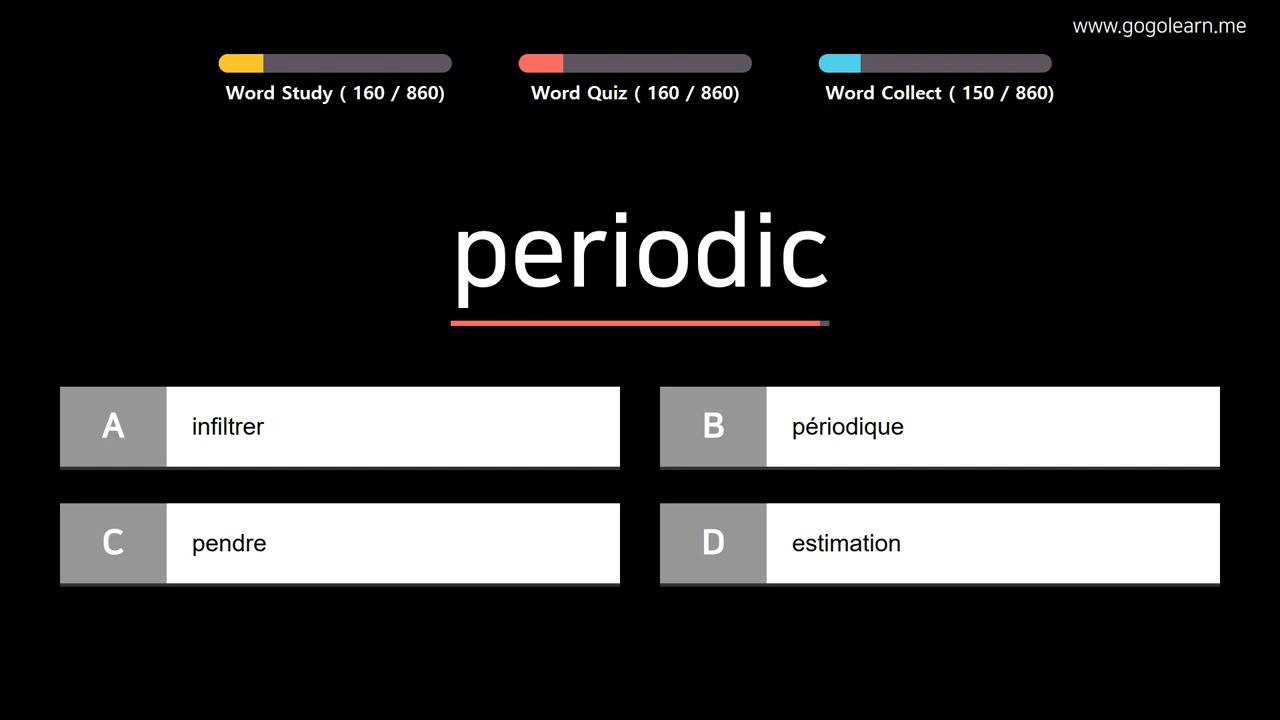 www.gogolearn.me
Word Study ( 160 / 860)
Word Quiz ( 160 / 860)
Word Collect ( 150 / 860)
periodic
A infiltrer
B périodique
C pendre
D estimation